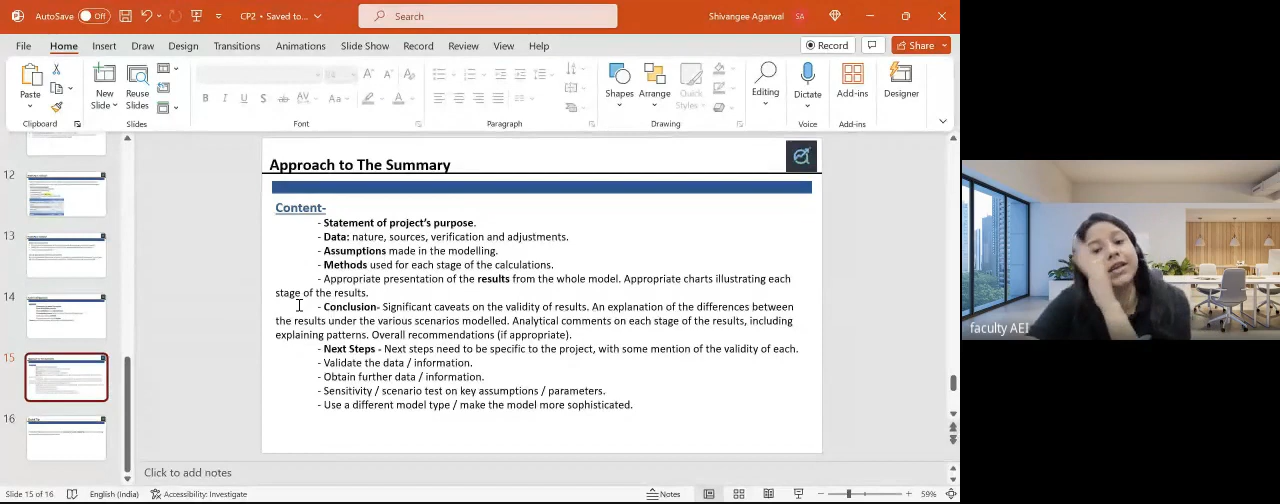 AutoSave Off CP2 • Saved to... Search Shivangee Agarwal SA
File Home Insert Draw Design Transitions Animations Slide Show Record Review View Help Record Share
Paste New Slide Reuse Slides B I U S ab AV Aa A A Shapes Arrange Quick Styles Editing Dictate Add-ins Designer
Clipboard Slides Font Paragraph Drawing Voice Add-ins
12
13
14
15
16
Approach to The Summary
Content-
- Statement of project's purpose.
- Data: nature, sources, verification and adjustments.
- Assumptions made in the modelling.
- Methods used for each stage of the calculations.
- Appropriate presentation of the results from the whole model. Appropriate charts illustrating each
stage of the results.
- Conclusion- Significant caveats on the validity of results. An explanation of the differences between
the results under the various scenarios modelled. Analytical comments on each stage of the results, including
explaining patterns. Overall recommendations (if appropriate).
- Next Steps - Next steps need to be specific to the project, with some mention of the validity of each.
- Validate the data / information.
- Obtain further data / information.
- Sensitivity / scenario test on key assumptions / parameters.
- Use a different model type / make the model more sophisticated.
faculty AEI
Click to add notes
Slide 15 of 16 English (India) Accessibility: Investigate Notes 59%